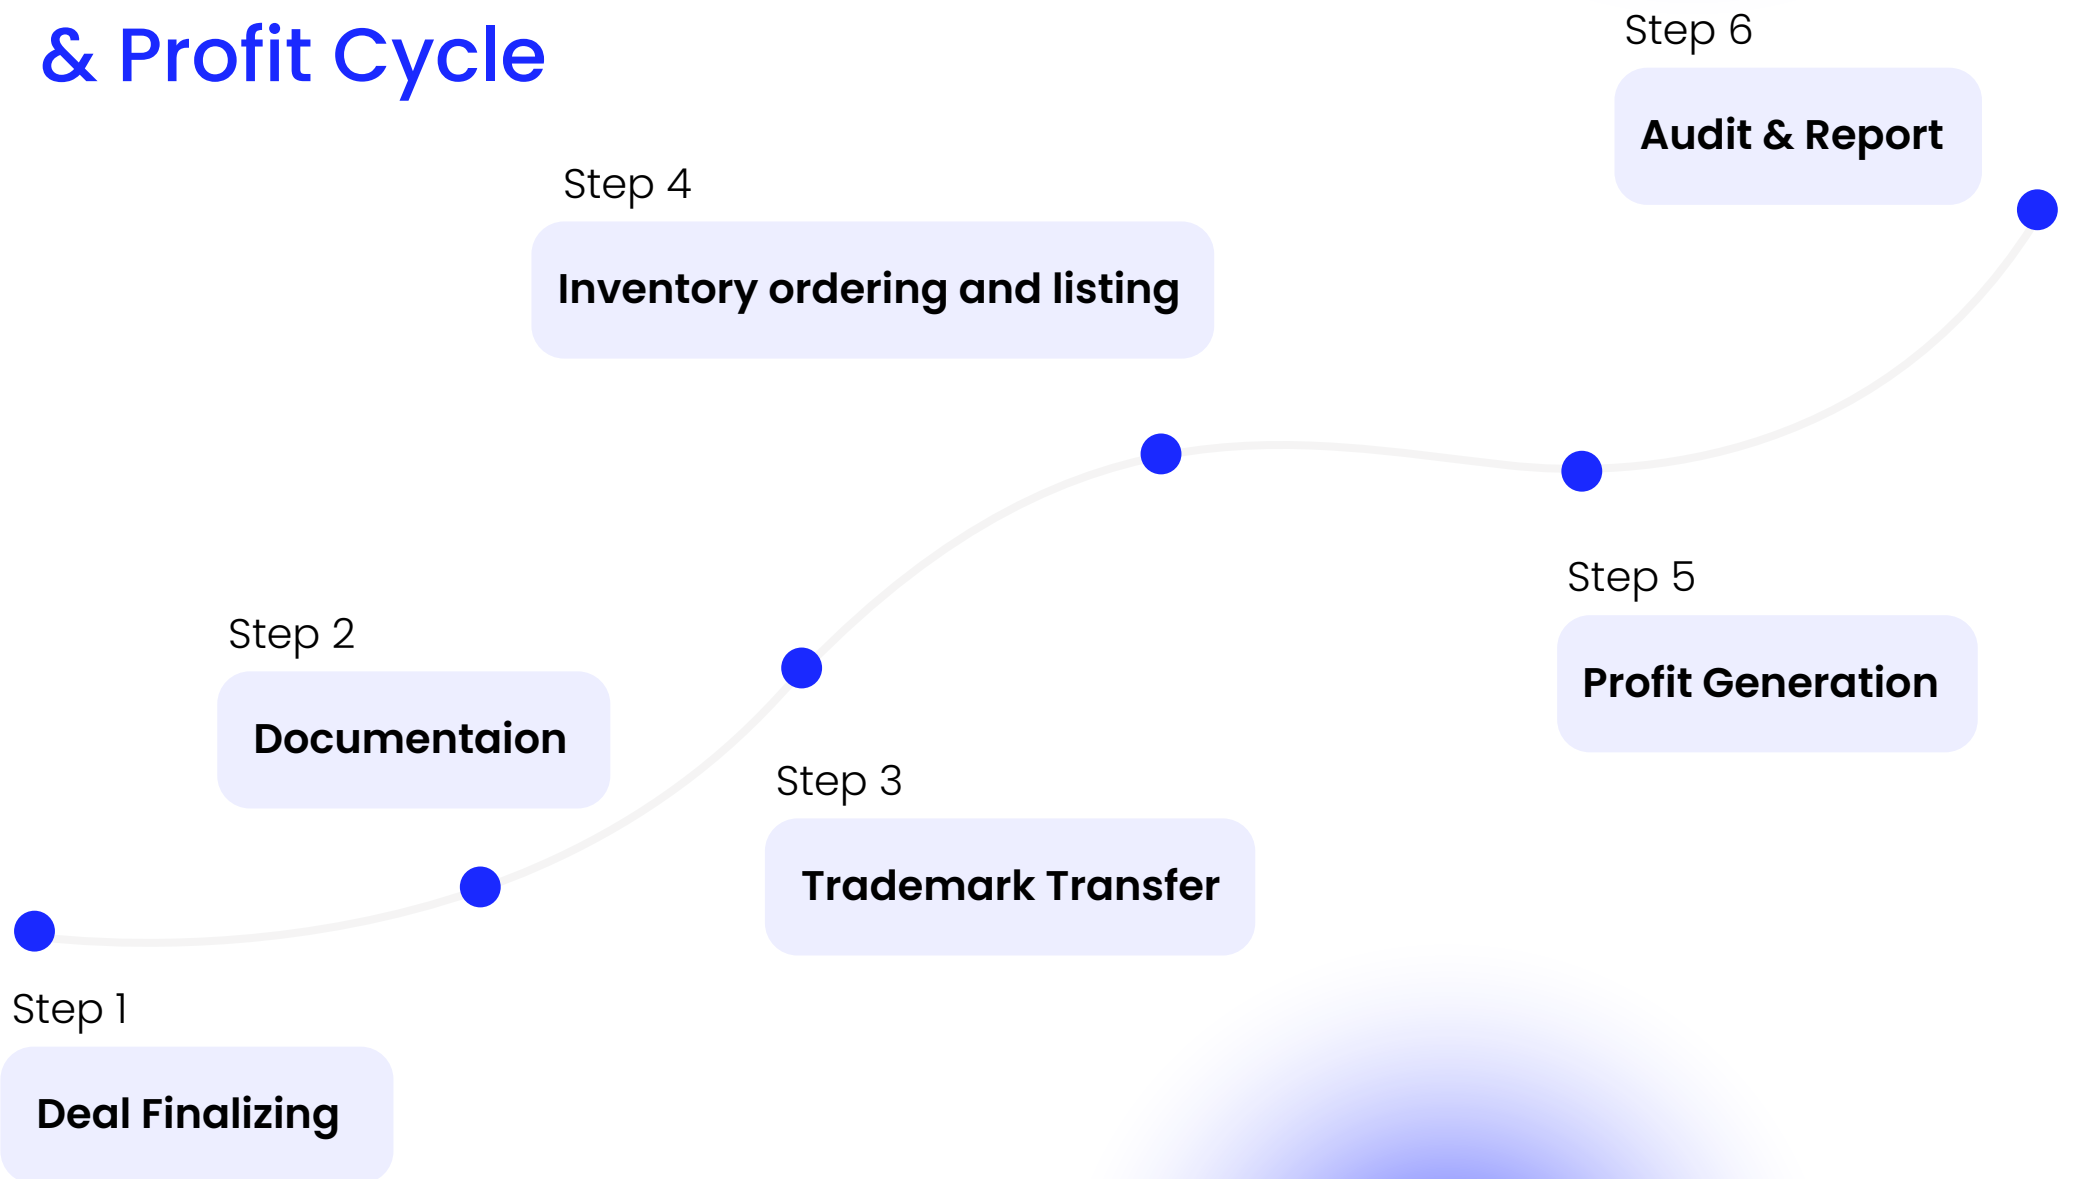 & Profit Cycle
Step 6
Audit & Report
Step 4
Inventory ordering and listing
Step 5
Profit Generation
Step 2
Documentaion
Step 3
Trademark Transfer
Step 1
Deal Finalizing